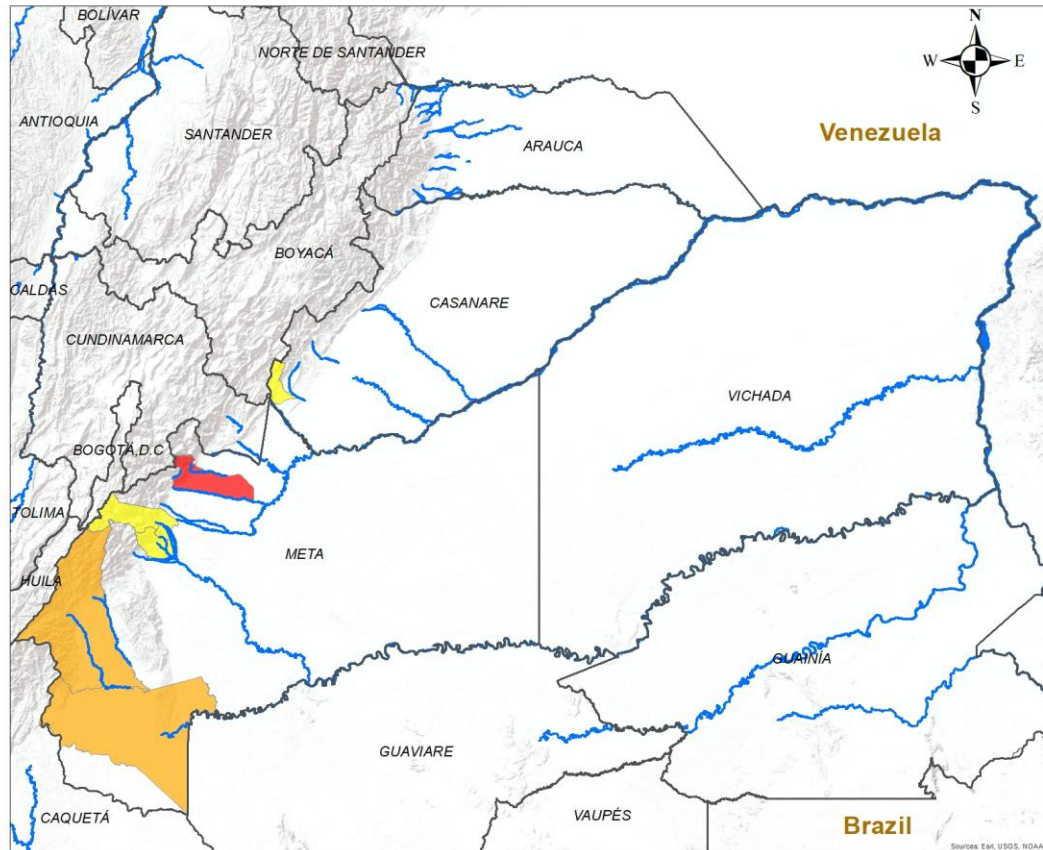 BOLÍVAR
NORTE DE SANTANDER
N
W
E
S
ANTIOQUIA
SANTANDER
ARAUCA
Venezuela
BOYACÁ
CALDAS
CASANARE
CUNDINAMARCA
VICHADA
BOGOTÁ,D.C
TOLIMA
META
HUILA
GUAINÍA
GUAVIARE
CAQUETÁ
VAUPÉS
Brazil
Sources: Esri, USGS, NOAA